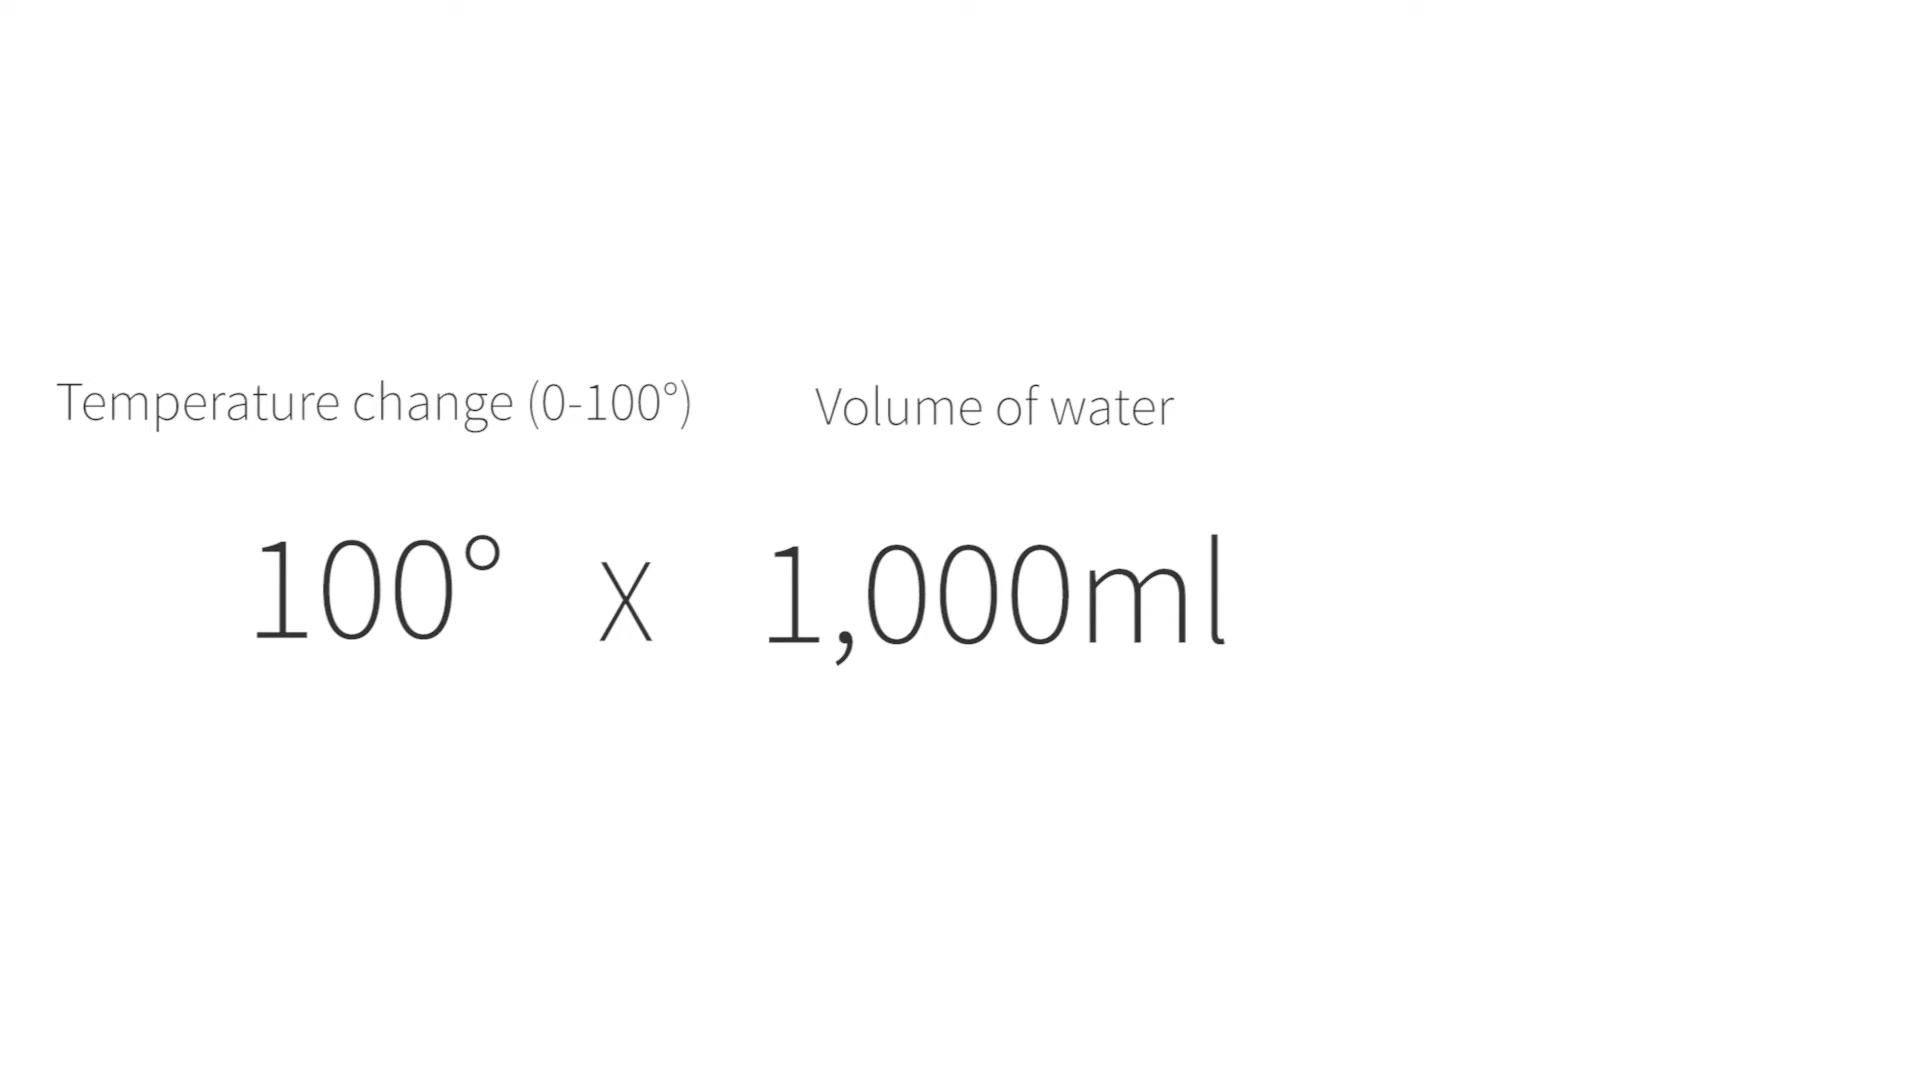 Temperature change (0-100°)
Volume of water
100° x 1,000ml